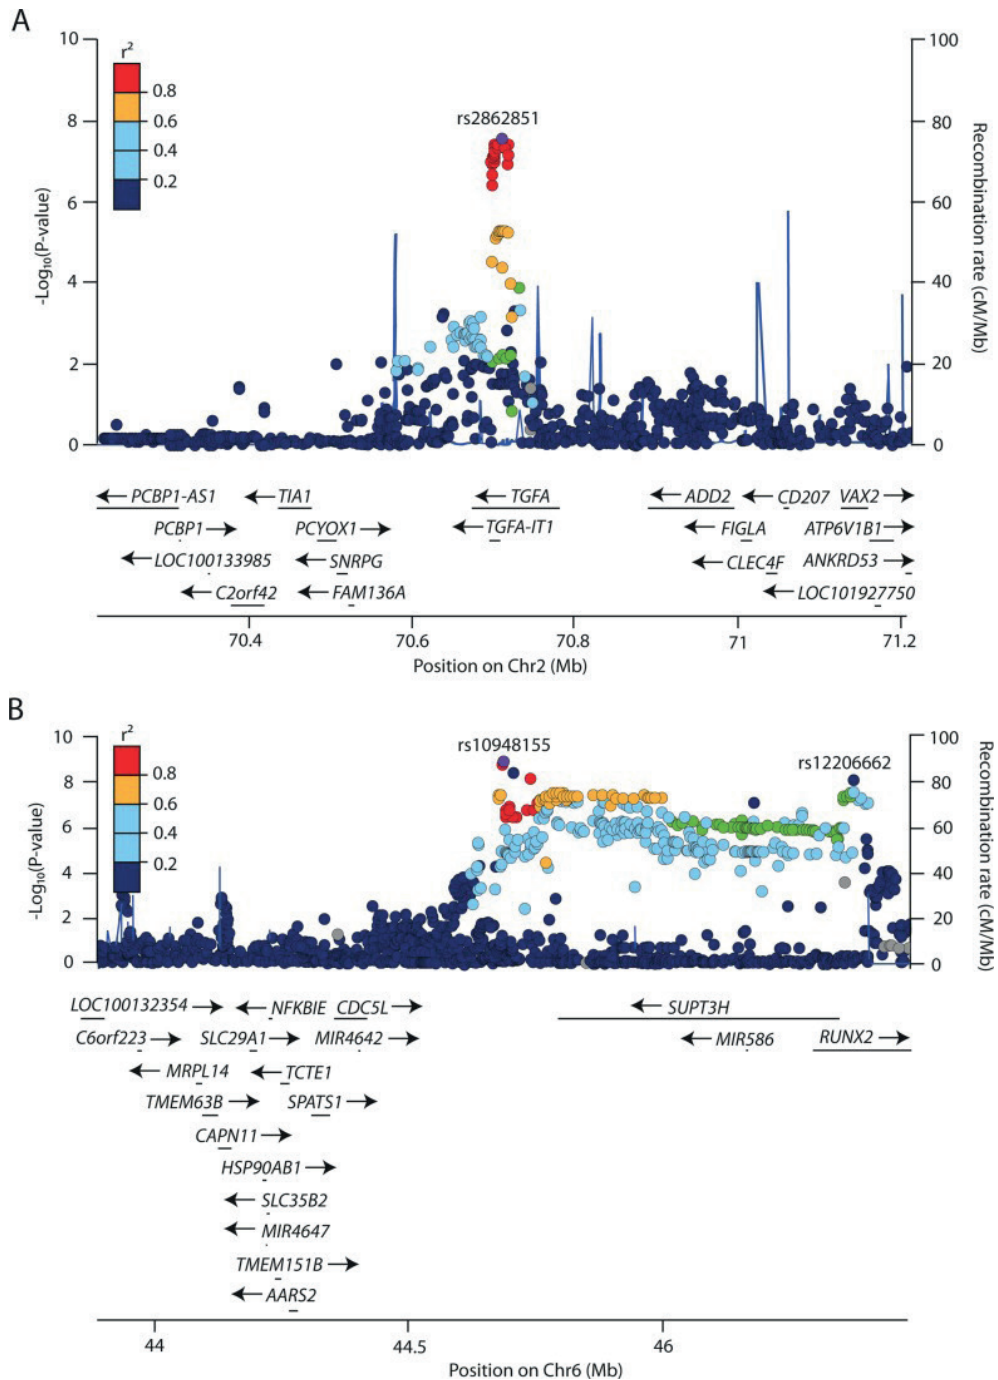 A
r²
0.8
0.6
0.4
0.2
10
8
6
4
2
0
-Log₁₀(P-value)
rs2862851
100
80
60
40
20
0
Recombination rate (cM/Mb)
PCBP1-AS1 TIA1 TGFA ADD2 CD207 VAX2
PCBP1 PCYOX1 TGFA-IT1 FIGLA ATP6V1B1
LOC100133985 SNRPG CLEC4F ANKRD53
C2orf42 FAM136A LOC101927750
70.4 70.6 70.8 71 71.2
Position on Chr2 (Mb)
B
r²
0.8
0.6
0.4
0.2
10
8
6
4
2
0
-Log₁₀(P-value)
rs10948155
rs12206662
100
80
60
40
20
0
Recombination rate (cM/Mb)
LOC100132354 NFKBIE CDC5L SUPT3H
C6orf223 SLC29A1 MIR4642 MIR586 RUNX2
MRPL14 TCTE1
TMEM63B SPATS1
CAPN11
HSP90AB1
SLC35B2
MIR4647
TMEM151B
AARS2
44 44.5 46
Position on Chr6 (Mb)